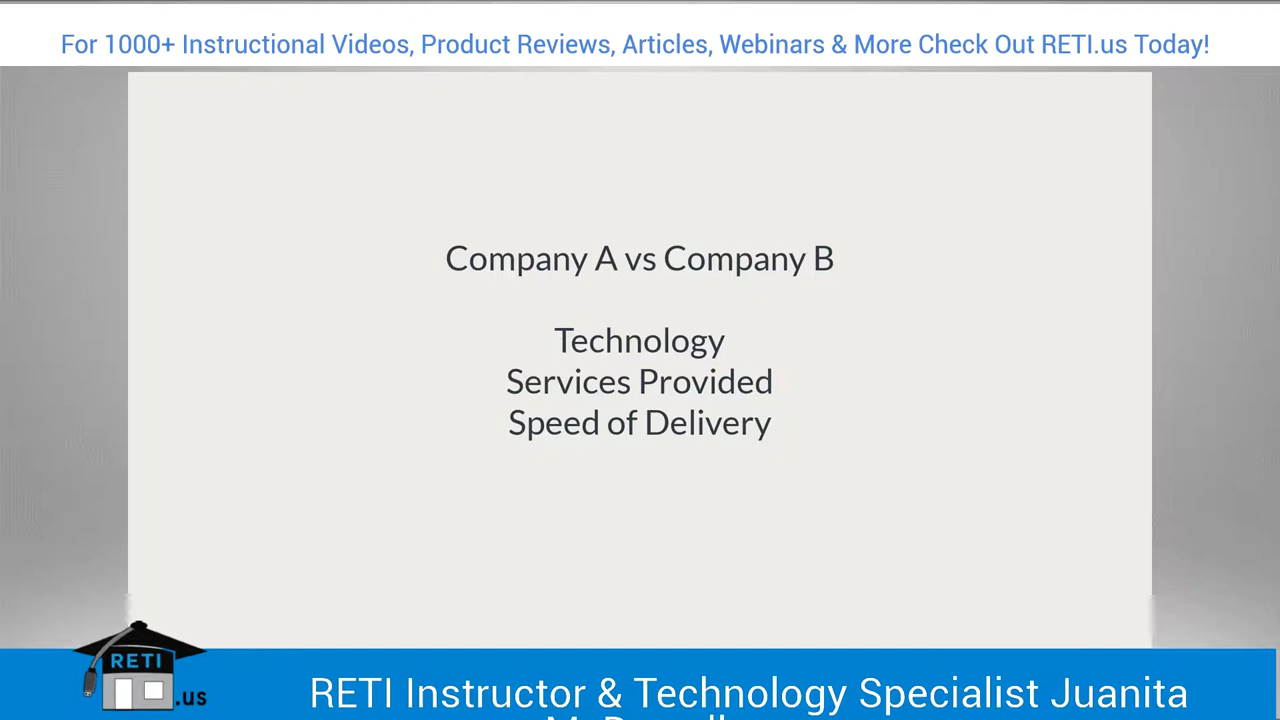 For 1000+ Instructional Videos, Product Reviews, Articles, Webinars & More Check Out RETI.us Today!
Company A vs Company B
Technology
Services Provided
Speed of Delivery
RETI
.us
RETI Instructor & Technology Specialist Juanita